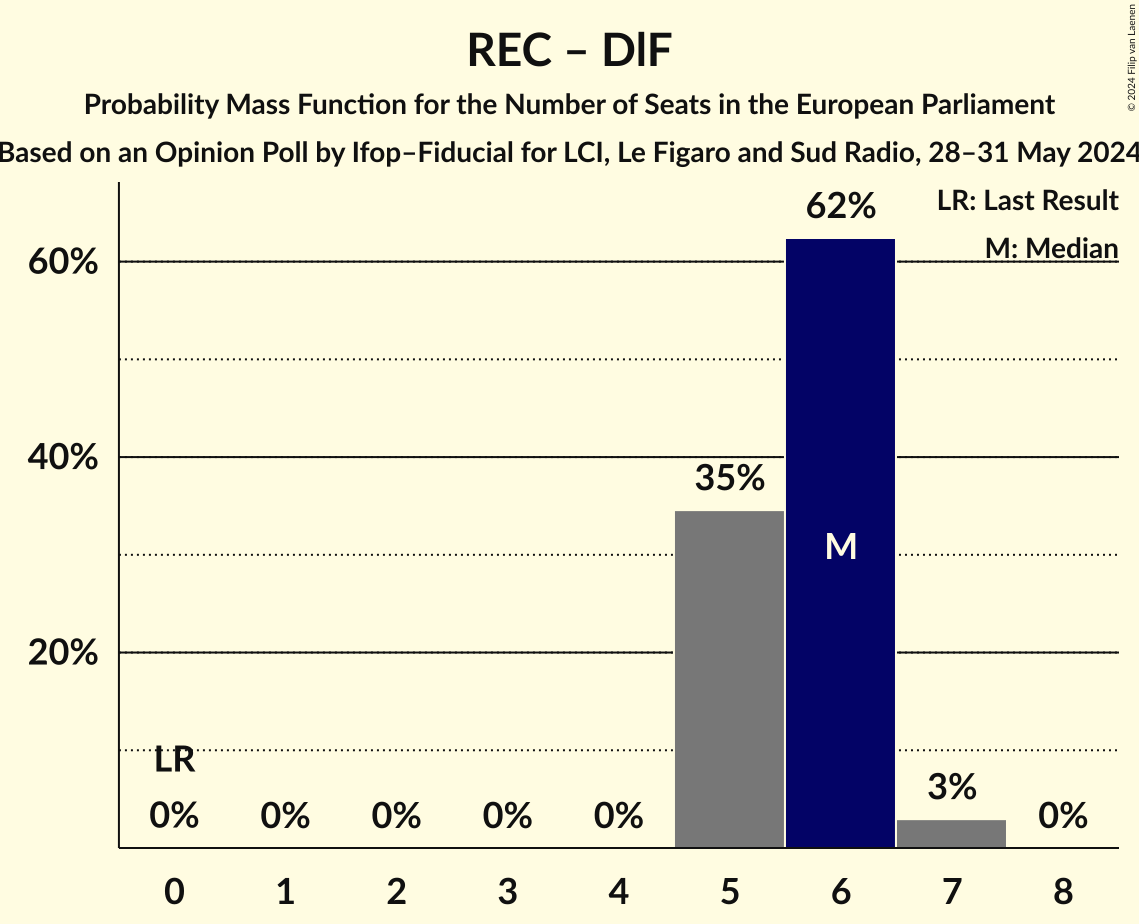 REC – DlF
Probability Mass Function for the Number of Seats in the European Parliament
Based on an Opinion Poll by Ifop–Fiducial for LCI, Le Figaro and Sud Radio, 28–31 May 2024
© 2024 Filip van Laenen
LR: Last Result
M: Median
60%
40%
20%
LR
0%
0%
0%
0%
0%
35%
62%
M
3%
0%
0 1 2 3 4 5 6 7 8